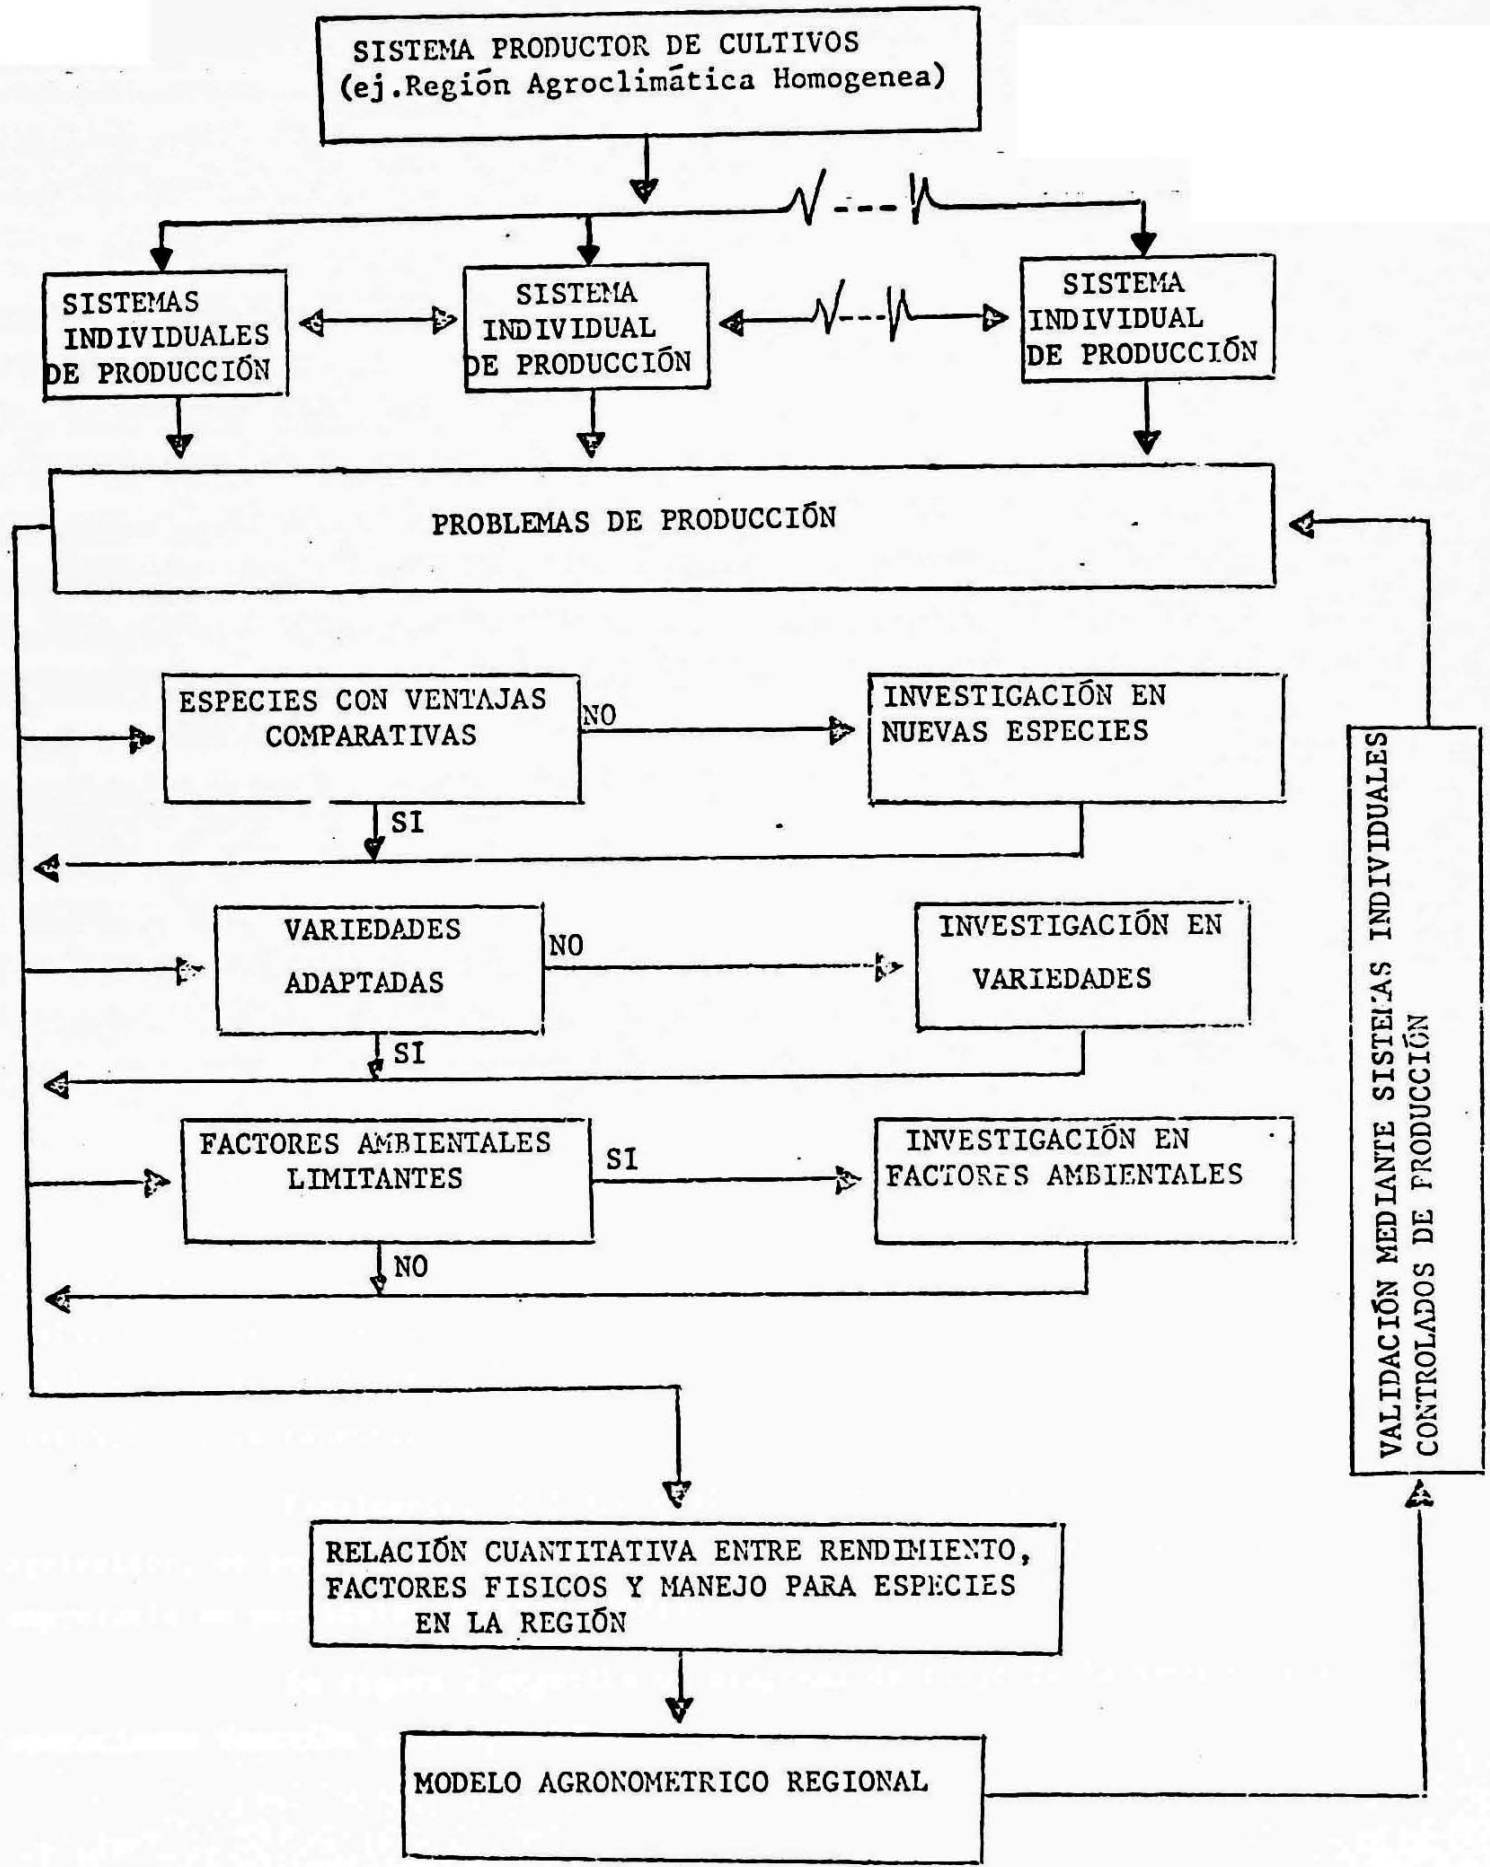 SISTEMA PRODUCTOR DE CULTIVOS
(ej.Región Agroclimática Homogenea)
SISTEMAS
INDIVIDUALES
DE PRODUCCIÓN
SISTEMA
INDIVIDUAL
DE PRODUCCIÓN
SISTEMA
INDIVIDUAL
DE PRODUCCIÓN
PROBLEMAS DE PRODUCCIÓN
ESPECIES CON VENTAJAS
COMPARATIVAS
NO
INVESTIGACIÓN EN
NUEVAS ESPECIES
SI
VARIEDADES
ADAPTADAS
NO
INVESTIGACIÓN EN
VARIEDADES
SI
FACTORES AMBIENTALES
LIMITANTES
SI
INVESTIGACIÓN EN
FACTORES AMBIENTALES
NO
VALIDACIÓN MEDIANTE SISTEMAS INDIVIDUALES
CONTROLADOS DE PRODUCCIÓN
RELACIÓN CUANTITATIVA ENTRE RENDIMIENTO,
FACTORES FISICOS Y MANEJO PARA ESPECIES
EN LA REGIÓN
MODELO AGRONOMETRICO REGIONAL